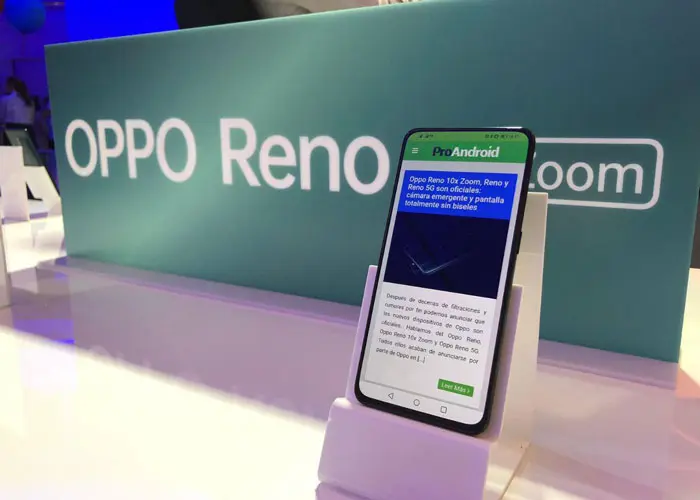 OPPO Reno
Zoom
ProAndroid
Oppo Reno 10x Zoom, Reno y
Reno 5G son oficiales:
cámara emergente y pantalla
totalmente sin biseles
Después de decenas de filtraciones y
rumores por fin podemos anunciar que
los nuevos dispositivos de Oppo son
oficiales. Hablamos del Oppo Reno,
Oppo Reno 10x Zoom y Oppo Reno 5G.
Todos ellos acaban de anunciarse por
parte de Oppo en [...]
Leer Más